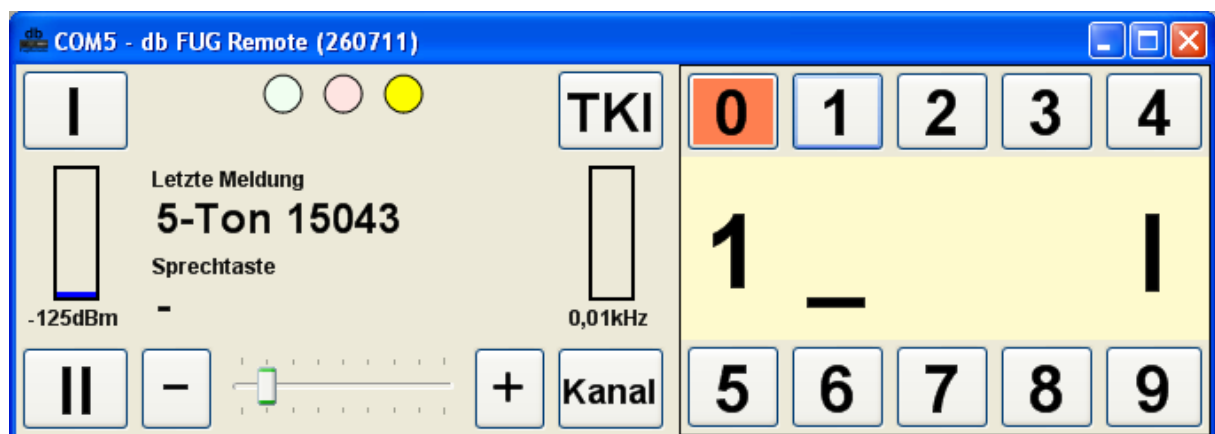 COM5 - db FUG Remote (260711)
I TKI 0 1 2 3 4
Letzte Meldung
5-Ton 15043
Sprechtaste
-
-125dBm 0,01kHz
1_ I
II - + Kanal 5 6 7 8 9